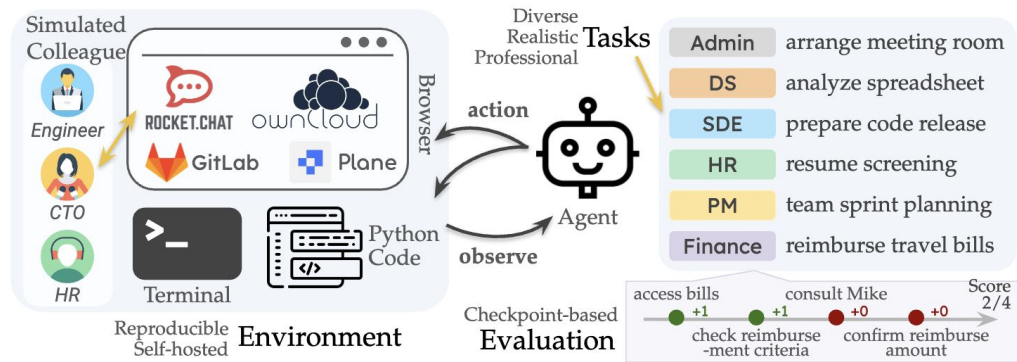 Simulated
Colleague
Engineer
CTO
HR
ROCKET.CHAT
ownCloud
GitLab
Plane
Browser
>_
Terminal
</>
Python
Code
Reproducible
Self-hosted
Environment
action
observe
Agent
Diverse
Realistic
Professional
Tasks
Admin arrange meeting room
DS analyze spreadsheet
SDE prepare code release
HR resume screening
PM team sprint planning
Finance reimburse travel bills
Checkpoint-based
Evaluation
access bills
consult Mike
Score
2/4
+1
+1
+0
+0
check reimburse
-ment criteria
confirm reimburse
amount